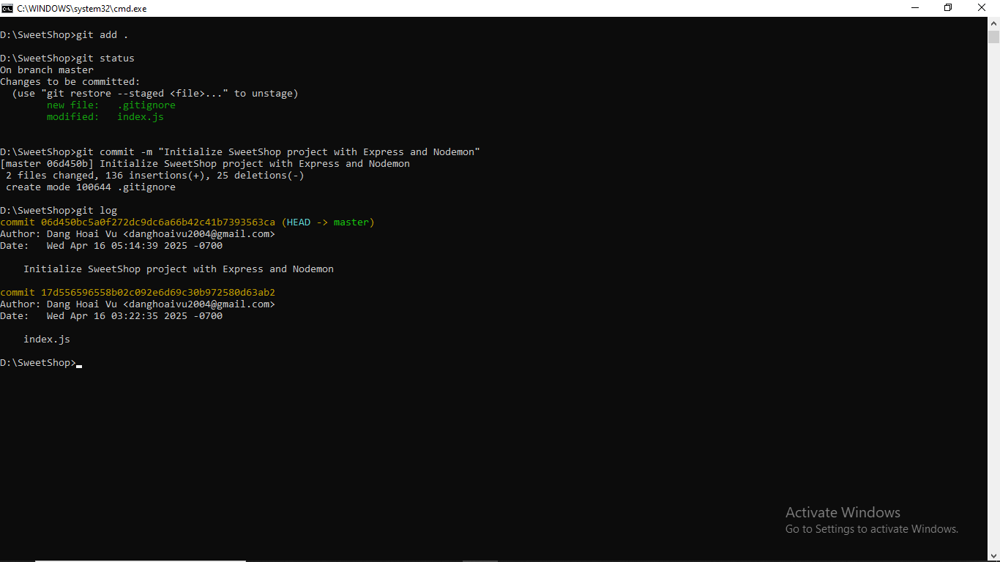 C:\WINDOWS\system32\cmd.exe
D:\SweetShop>git add .
D:\SweetShop>git status
On branch master
Changes to be committed:
  (use "git restore --staged <file>..." to unstage)
        new file:   .gitignore
        modified:   index.js
D:\SweetShop>git commit -m "Initialize SweetShop project with Express and Nodemon"
[master 06d450b] Initialize SweetShop project with Express and Nodemon
 2 files changed, 136 insertions(+), 25 deletions(-)
 create mode 100644 .gitignore
D:\SweetShop>git log
commit 06d450bc5a0f272dc9dc6a66b42c41b7393563ca (HEAD -> master)
Author: Dang Hoai Vu <danghoaivu2004@gmail.com>
Date:   Wed Apr 16 05:14:39 2025 -0700
    Initialize SweetShop project with Express and Nodemon
commit 17d556596558b02c092e6d69c30b972580d63ab2
Author: Dang Hoai Vu <danghoaivu2004@gmail.com>
Date:   Wed Apr 16 03:22:35 2025 -0700
    index.js
D:\SweetShop>
Activate Windows
Go to Settings to activate Windows.